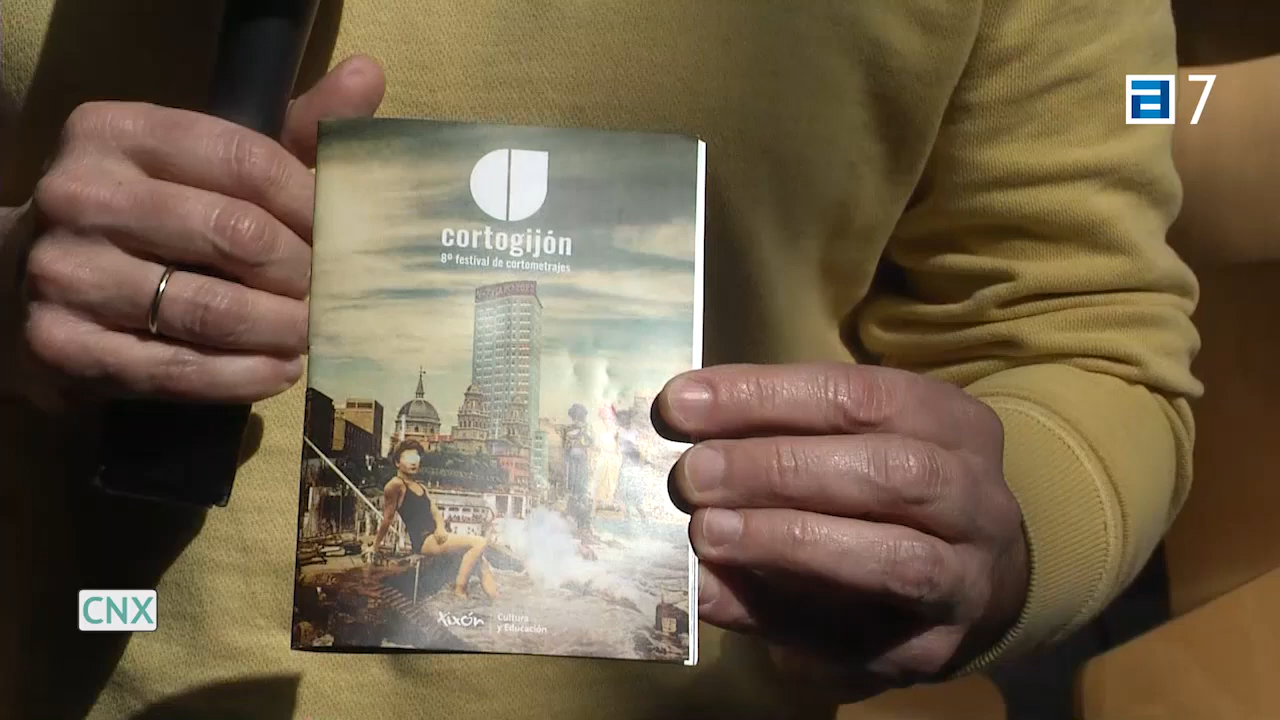 7
cortogijón
8º festival de cortometrajes
Xixón
Cultura
y Educación
CNX